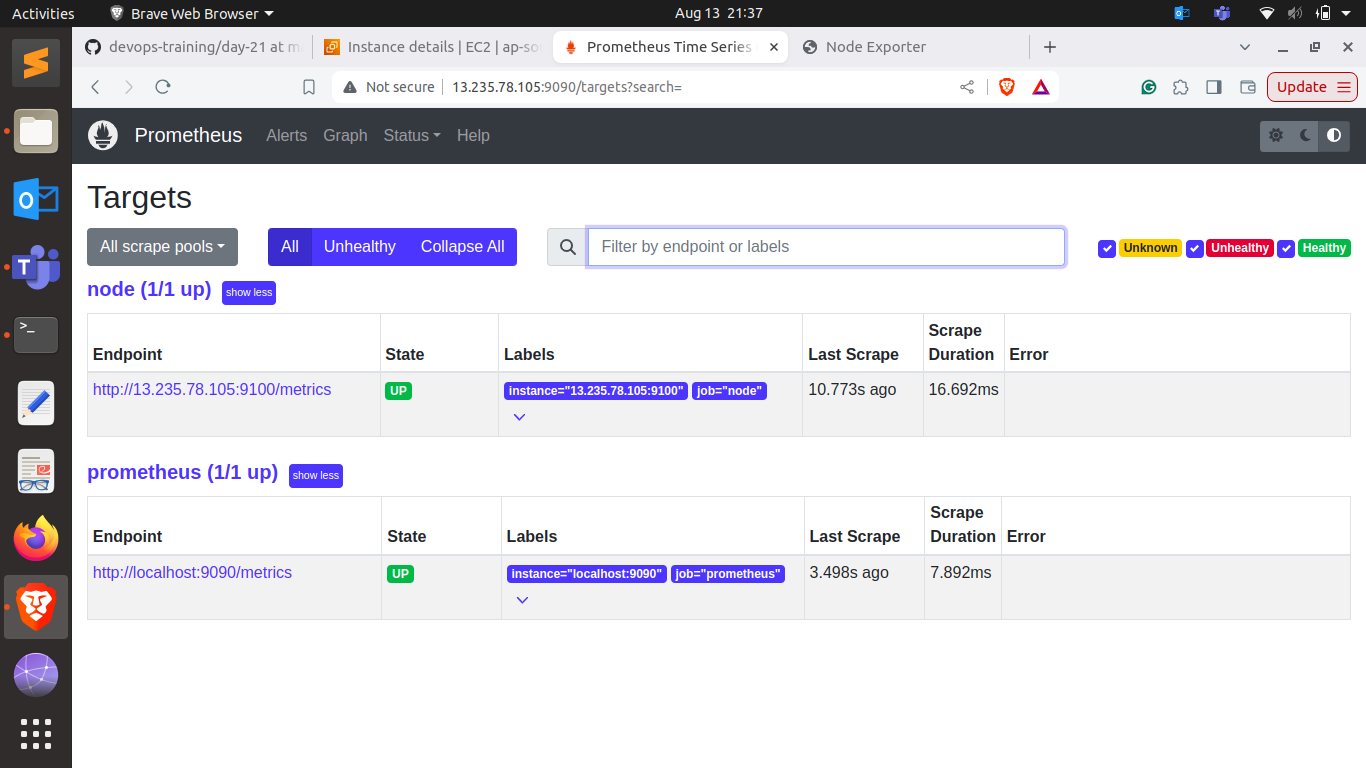 Activities
Brave Web Browser
Aug 13 21:37
devops-training/day-21 at ma
Instance details | EC2 | ap-sou
Prometheus Time Series
Node Exporter
Not secure
13.235.78.105:9090/targets?search=
Update
Prometheus
Alerts
Graph
Status
Help
Targets
All scrape pools
All
Unhealthy
Collapse All
Filter by endpoint or labels
Unknown
Unhealthy
Healthy
node (1/1 up)
show less
Endpoint
State
Labels
Last Scrape
Scrape
Duration
Error
http://13.235.78.105:9100/metrics
UP
instance="13.235.78.105:9100"
job="node"
10.773s ago
16.692ms
prometheus (1/1 up)
show less
Endpoint
State
Labels
Last Scrape
Scrape
Duration
Error
http://localhost:9090/metrics
UP
instance="localhost:9090"
job="prometheus"
3.498s ago
7.892ms